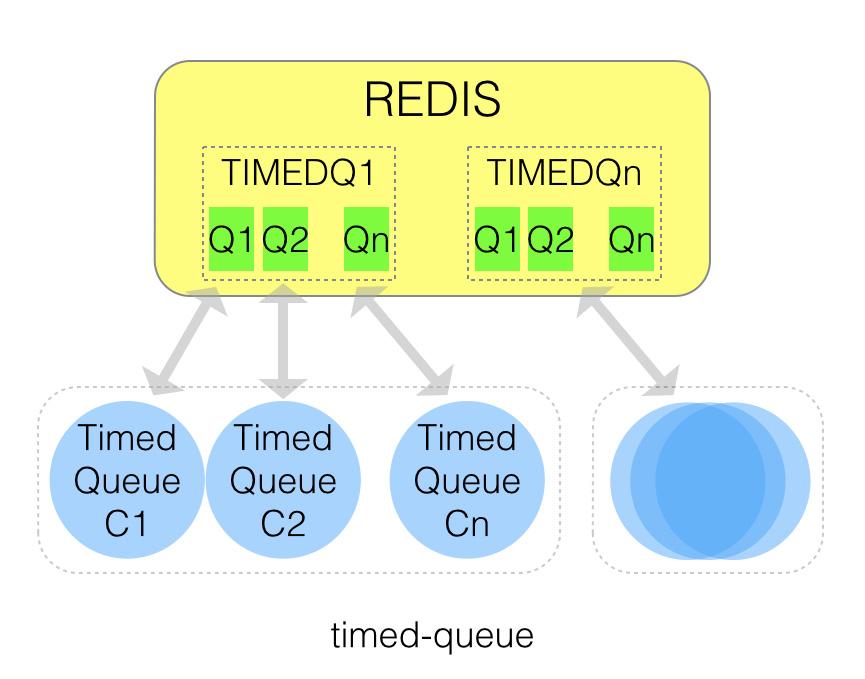 REDIS
TIMEDQ1
Q1 Q2 Qn
TIMEDQn
Q1 Q2 Qn
Timed
Queue
C1
Timed
Queue
C2
Timed
Queue
Cn
timed-queue